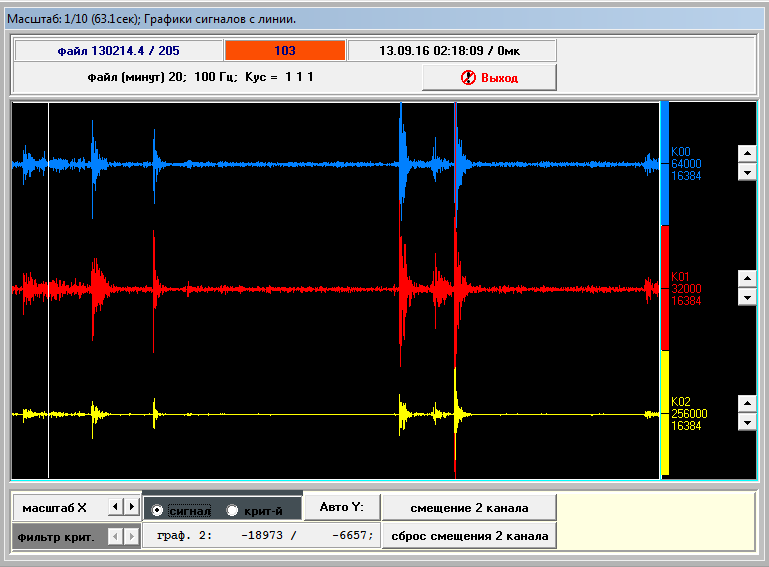 Масштаб: 1/10 (63.1сек); Графики сигналов с линии.
файл 130214.4 / 205 103 13.09.16 02:18:09 / 0мк
файл (минут) 20; 100 Гц; Кус = 1 1 1 Выход
K00
64000
16384
K01
32000
16384
K02
256000
16384
масштаб X сигнал крит-й Авто Y: смещение 2 канала
Фильтр крит. граф. 2: -18973 / -6657; сброс смещения 2 канала